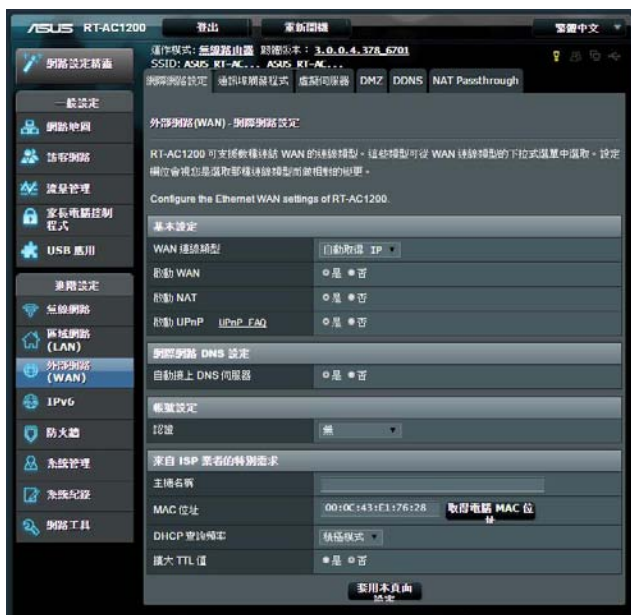 ASUS RT-AC1200
登出
重新開機
繁體中文
運作模式: 無線路由器 韌體版本: 3.0.0.4.378_6701
SSID: ASUS RT-AC... ASUS RT-AC...
網際網路設定 通訊埠觸發程式 虛擬伺服器 DMZ DDNS NAT Passthrough
網路設定精靈
一般設定
網路地圖
訪客網路
流量管理
家長電腦控制
程式
USB 應用
進階設定
無線網路
區域網路
(LAN)
外部網路
(WAN)
IPv6
防火牆
系統管理
系統紀錄
網路工具
外部網路(WAN) - 網際網路設定
RT-AC1200 可支援數種連結 WAN 的連線類型。這些類型可從 WAN 連線類型的下拉式選單中選取。設定
欄位會視您是選取那種連線類型而做相對的變更。
Configure the Ethernet WAN settings of RT-AC1200.
基本設定
WAN 連線類型 自動取得 IP
啟動 WAN 是 否
啟動 NAT 是 否
啟動 UPnP UPnP FAQ 是 否
網際網路 DNS 設定
自動接上 DNS 伺服器 是 否
帳號設定
認證 無
來自 ISP 業者的特別需求
主機名稱
MAC 位址 00:0C:43:E1:76:28 取得電腦 MAC 位
址
DHCP 查詢頻率 積極模式
擴大 TTL 值 是 否
套用本頁面
設定